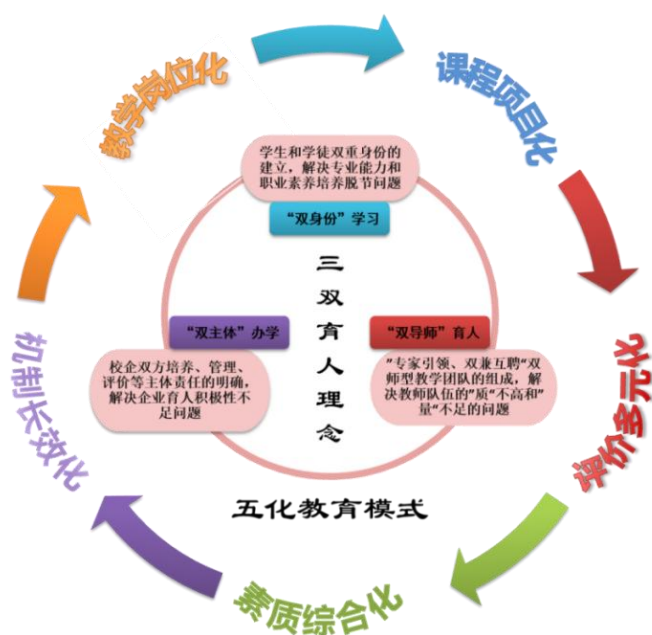 教学岗位化
课程项目化
学生和学徒双重身份的
建立，解决专业能力和
职业素养培养脱节问题
“双身份”学习
三双育人理念
“双主体”办学
“双导师”育人
校企双方培养、管理、
评价等主体责任的明确，
解决企业育人积极性不
足问题
"专家引领、双兼互聘"双
师型教学团队的组成，解
决教师队伍的"质"不高和"
量"不足的问题
机制长效化
评价多元化
五化教育模式
素质综合化